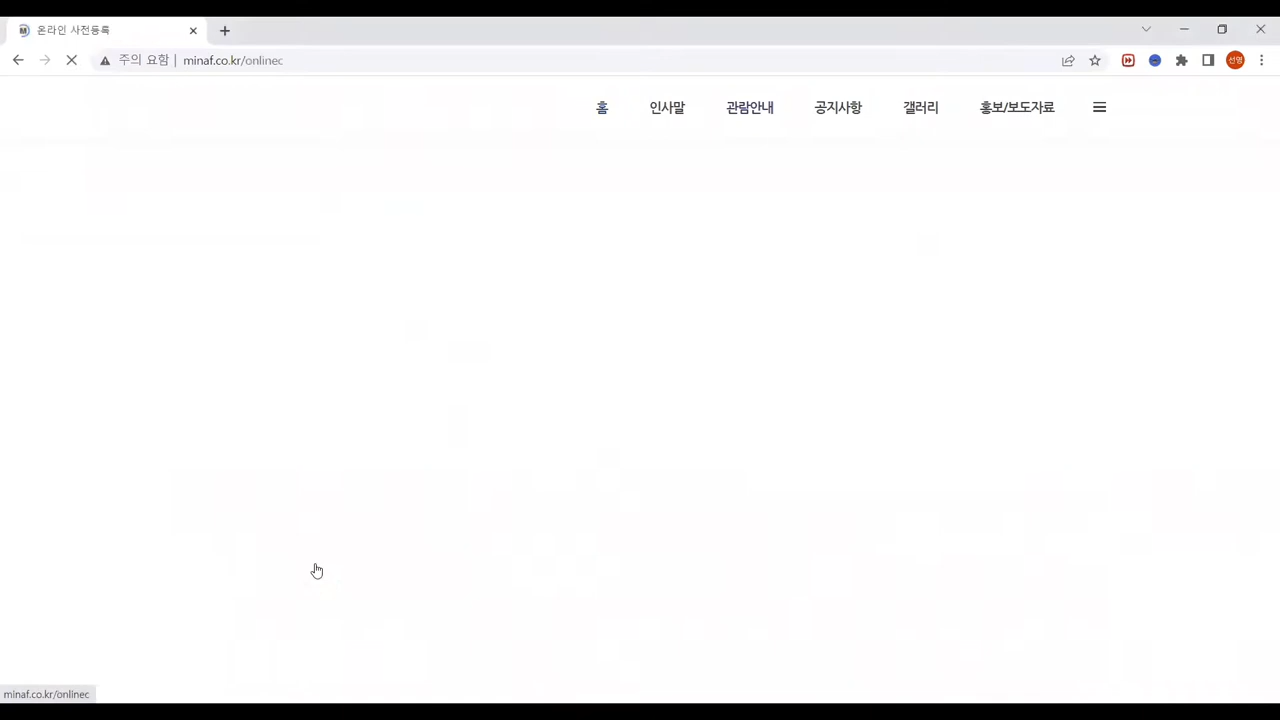 온라인 사전등록
주의 요함 | minaf.co.kr/onlinec
선영
홈 인사말 관람안내 공지사항 갤러리 홍보/보도자료
minaf.co.kr/onlinec